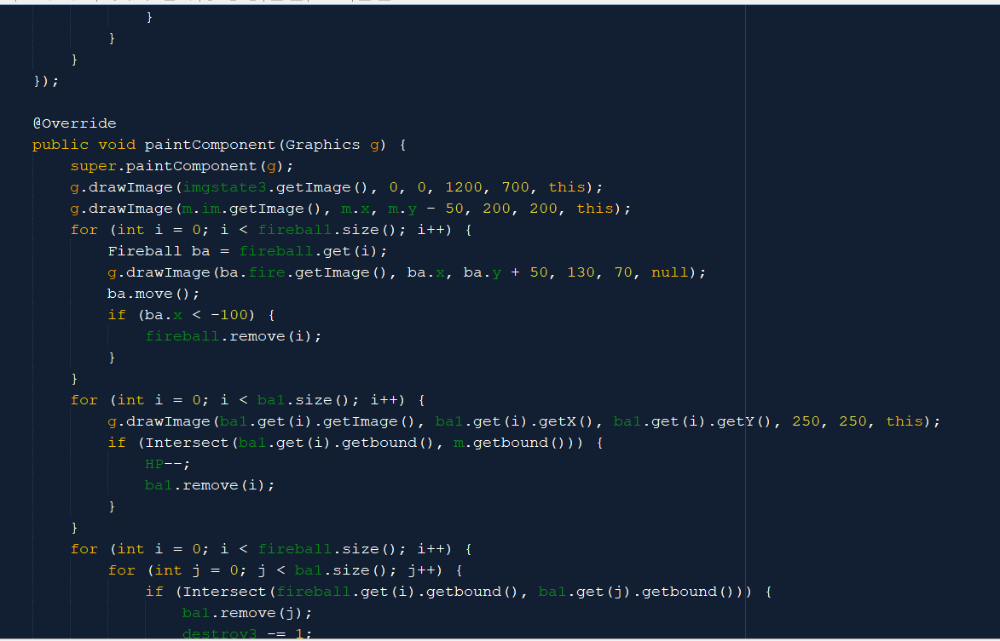 }
}
}
});
@Override
public void paintComponent(Graphics g) {
super.paintComponent(g);
g.drawImage(imgstate3.getImage(), 0, 0, 1200, 700, this);
g.drawImage(m.im.getImage(), m.x, m.y - 50, 200, 200, this);
for (int i = 0; i < fireball.size(); i++) {
Fireball ba = fireball.get(i);
g.drawImage(ba.fire.getImage(), ba.x, ba.y + 50, 130, 70, null);
ba.move();
if (ba.x < -100) {
fireball.remove(i);
}
}
for (int i = 0; i < ba1.size(); i++) {
g.drawImage(ba1.get(i).getImage(), ba1.get(i).getX(), ba1.get(i).getY(), 250, 250, this);
if (Intersect(ba1.get(i).getbound(), m.getbound())) {
HP--;
ba1.remove(i);
}
}
for (int i = 0; i < fireball.size(); i++) {
for (int j = 0; j < ba1.size(); j++) {
if (Intersect(fireball.get(i).getbound(), ba1.get(j).getbound())) {
ba1.remove(j);
destroy3 -= 1;